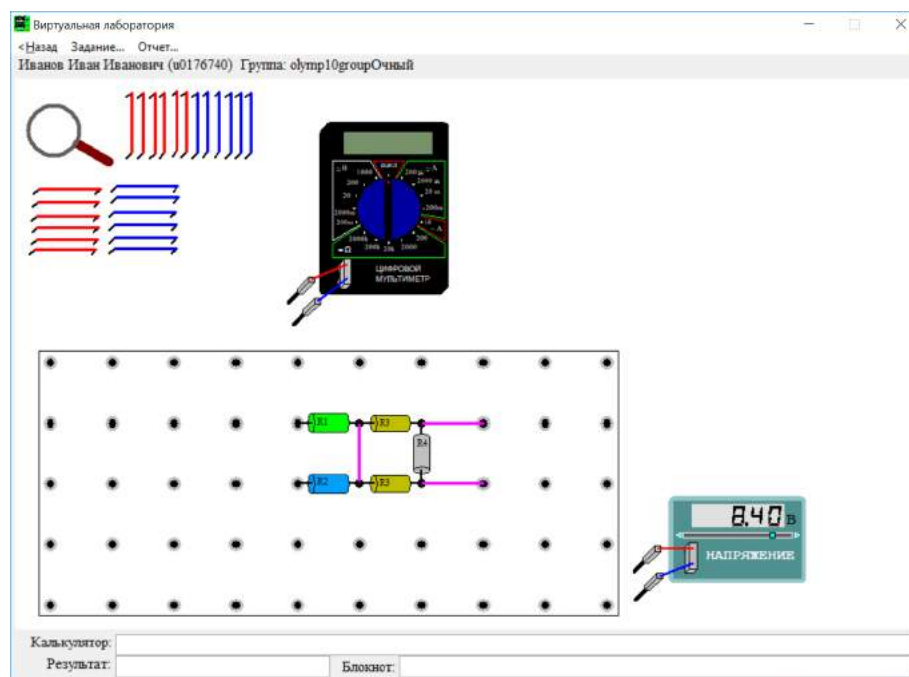 Виртуальная лаборатория
<Назад Задание... Отчет...
Иванов Иван Иванович (u0176740) Группа: olymp10groupОчный
ЦИФРОВОЙ
МУЛЬТИМЕТР
R1 R3
R4
R2 R3
8.40 В
НАПРЯЖЕНИЕ
Калькулятор:
Результат: Блокнот: